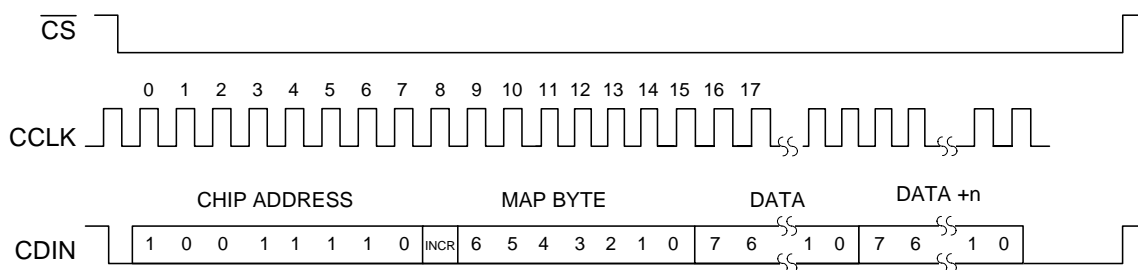 CS
0 1 2 3 4 5 6 7 8 9 10 11 12 13 14 15 16 17
CCLK
CHIP ADDRESS MAP BYTE DATA DATA +n
CDIN 1 0 0 1 1 1 1 0 INCR 6 5 4 3 2 1 0 7 6 1 0 7 6 1 0